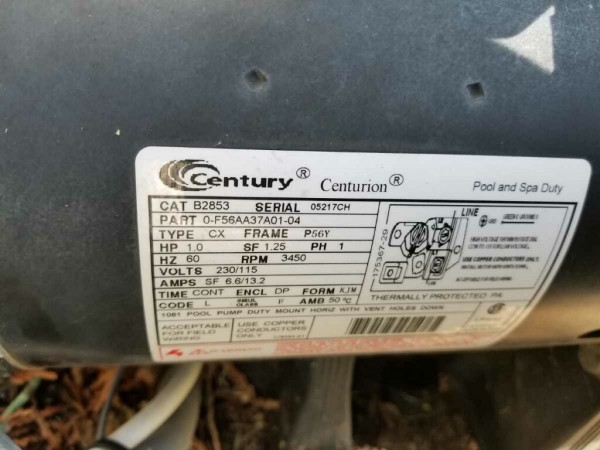 Century® Centurion® Pool and Spa Duty
CAT B2853 SERIAL 05217CH
PART 0-F56AA37A01-04
TYPE CX FRAME P56Y
HP 1.0 SF 1.25 PH 1
HZ 60 RPM 3450
VOLTS 230/115
AMPS SF 6.6/13.2
TIME CONT ENCL DP FORM KJM
CODE L INSUL CLASS F AMB 50 °C
175367-29
LINE
USE COPPER CONDUCTORS ONLY
THERMALLY PROTECTED
1081 POOL PUMP DUTY MOUNT HORIZ WITH VENT HOLES DOWN
ACCEPTABLE FOR FIELD WIRING
USE COPPER CONDUCTORS ONLY